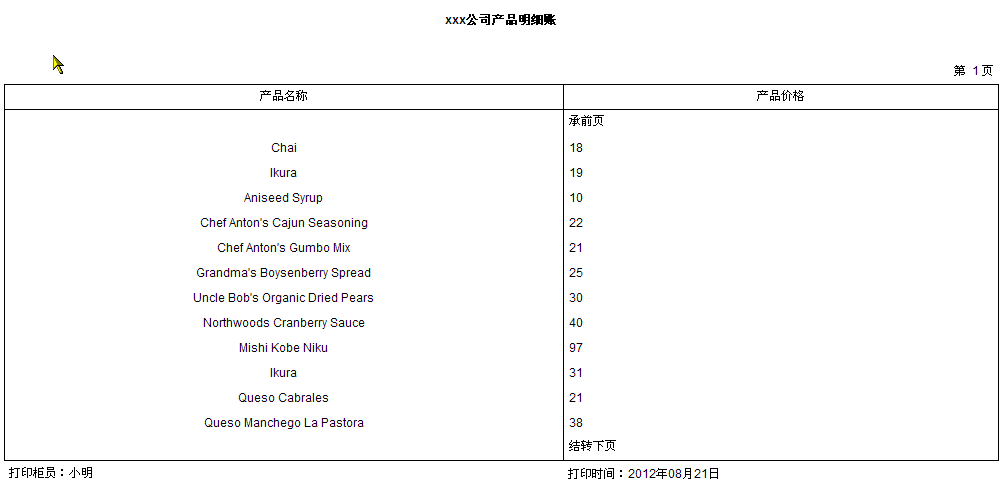 xxx公司产品明细账
第 1页
产品名称 产品价格
承前页
Chai 18
Ikura 19
Aniseed Syrup 10
Chef Anton's Cajun Seasoning 22
Chef Anton's Gumbo Mix 21
Grandma's Boysenberry Spread 25
Uncle Bob's Organic Dried Pears 30
Northwoods Cranberry Sauce 40
Mishi Kobe Niku 97
Ikura 31
Queso Cabrales 21
Queso Manchego La Pastora 38
结转下页
打印柜员：小明 打印时间：2012年08月21日